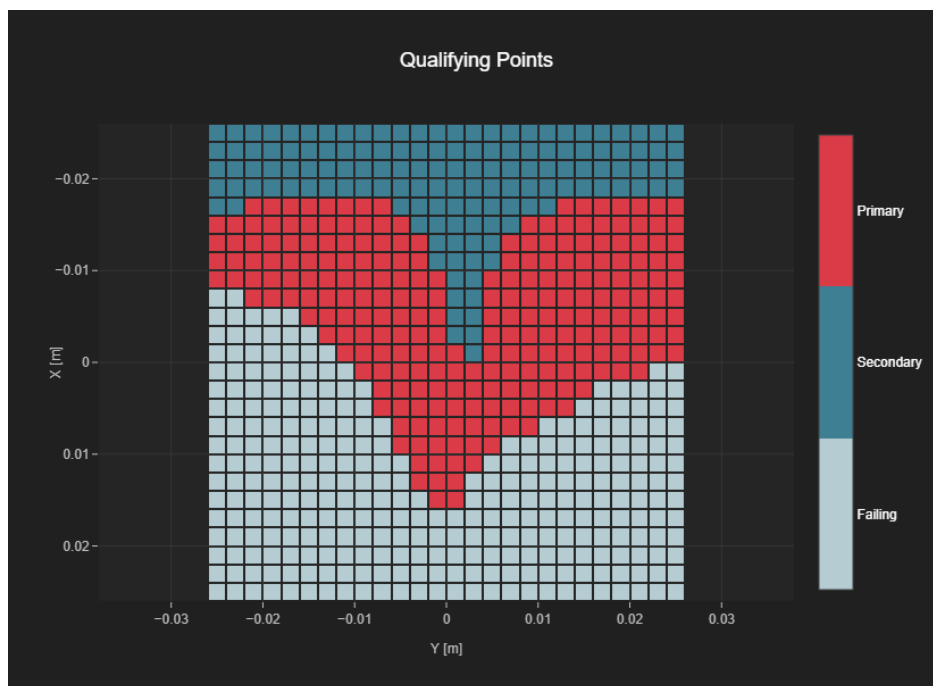 Qualifying Points
−0.02
−0.01
0
0.01
0.02
X [m]
−0.03
−0.02
−0.01
0
0.01
0.02
0.03
Y [m]
Primary
Secondary
Failing